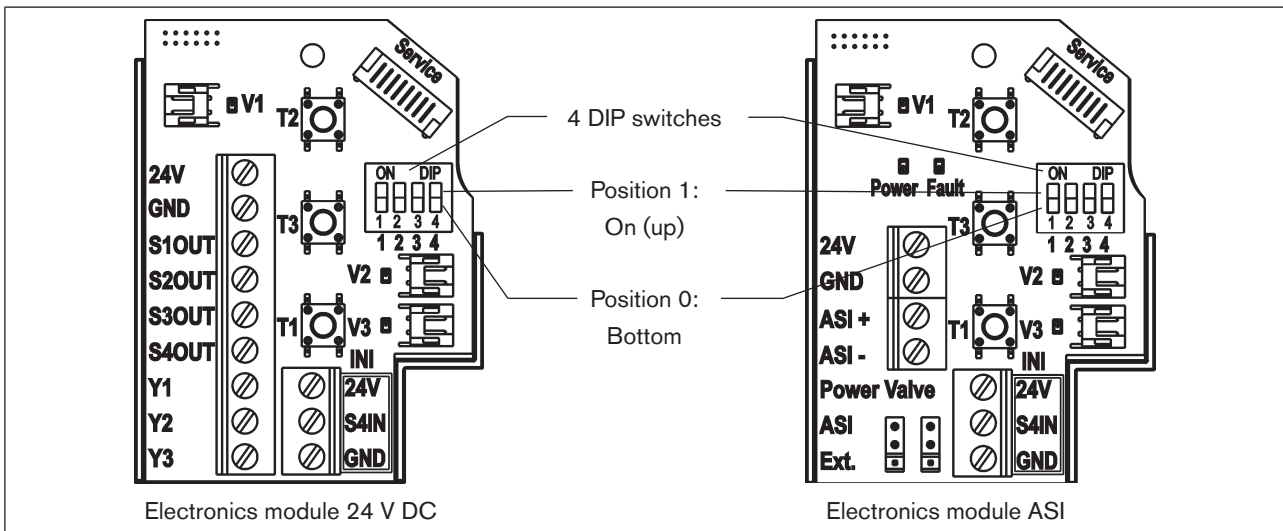 Service
V1
T2
ON DIP
1 2 3 4
1 2 3 4
24V
GND
S1OUT
S2OUT
S3OUT
S4OUT
Y1
Y2
Y3
T3
V2
T1
V3
INI
24V
S4IN
GND
Electronics module 24 V DC
4 DIP switches
Position 1:
On (up)
Position 0:
Bottom
Service
V1
T2
Power Fault
ON DIP
1 2 3 4
1 2 3 4
T3
24V
GND
V2
ASI +
T1
V3
ASI -
INI
Power Valve
24V
ASI
S4IN
Ext.
GND
Electronics module ASI